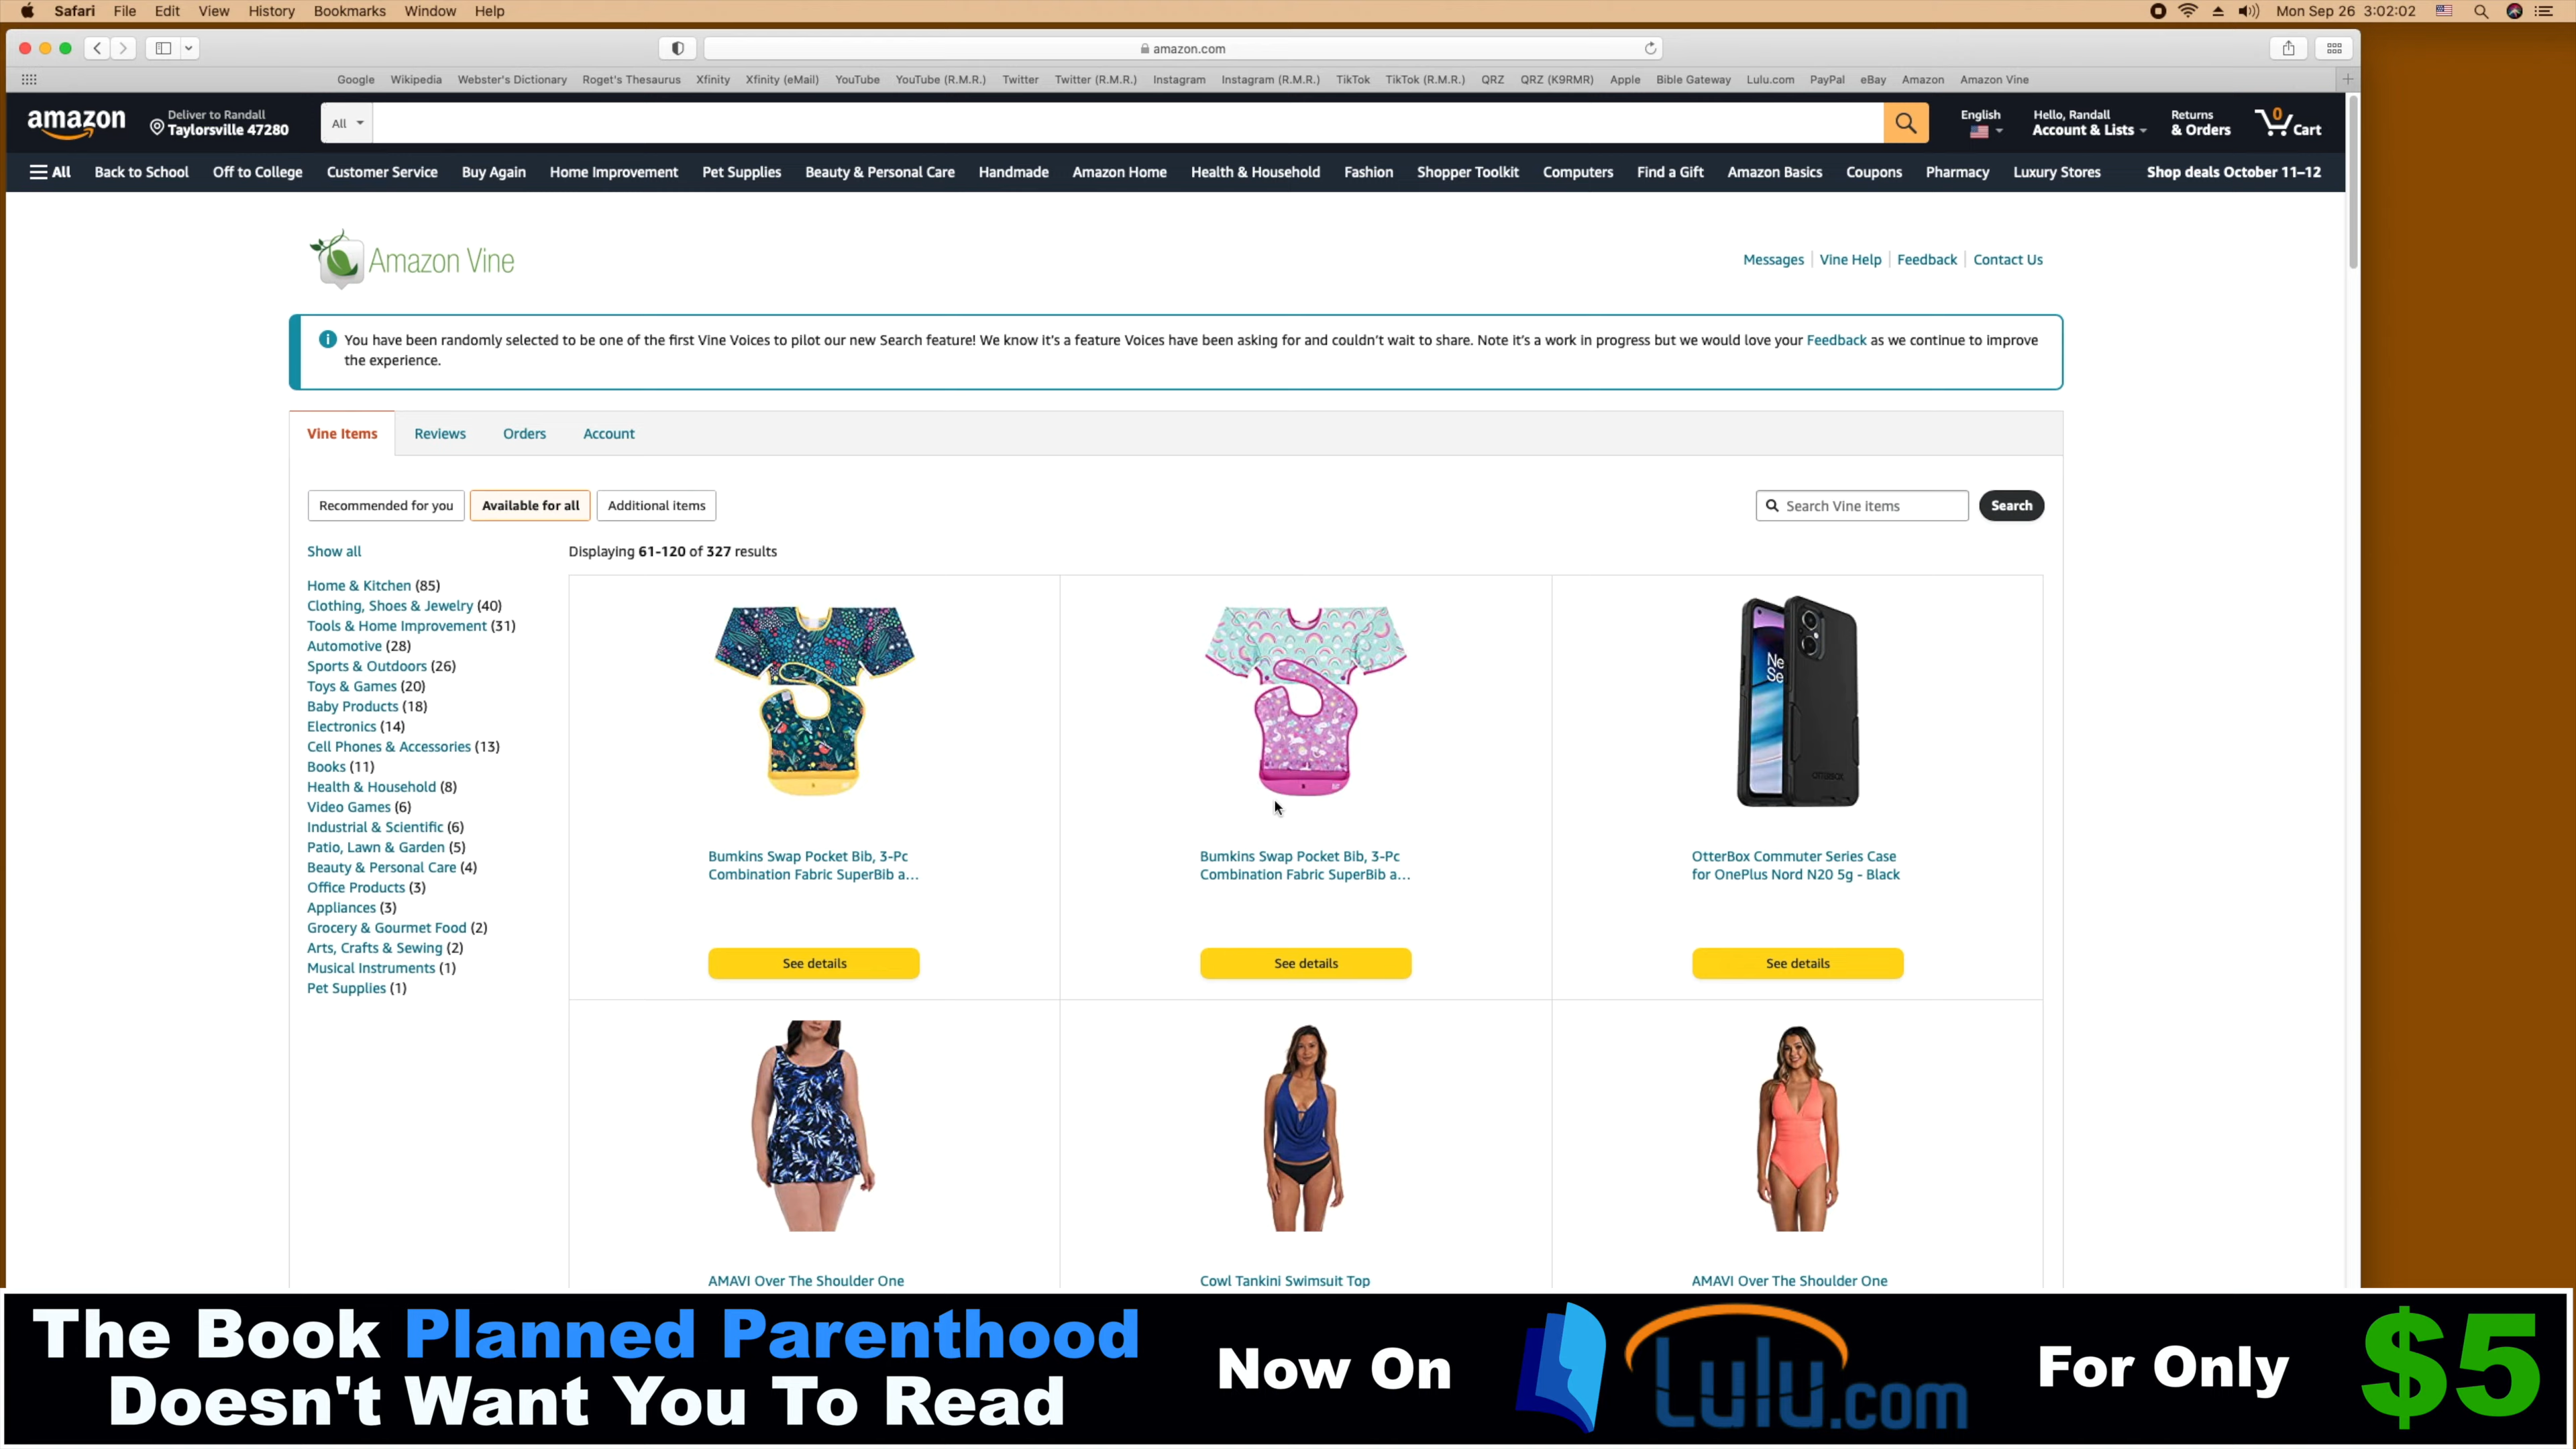 Safari File Edit View History Bookmarks Window Help
Mon Sep 26 3:02:02
amazon.com
Google Wikipedia Webster's Dictionary Roget's Thesaurus Xfinity Xfinity (eMail) YouTube YouTube (R.M.R.) Twitter Twitter (R.M.R.) Instagram Instagram (R.M.R.) TikTok TikTok (R.M.R.) QRZ QRZ (K9RMR) Apple Bible Gateway Lulu.com PayPal eBay Amazon Amazon Vine
amazon
Deliver to Randall
Taylorsville 47280
All
English
Hello, Randall
Account & Lists
Returns
& Orders
0
Cart
All Back to School Off to College Customer Service Buy Again Home Improvement Pet Supplies Beauty & Personal Care Handmade Amazon Home Health & Household Fashion Shopper Toolkit Computers Find a Gift Amazon Basics Coupons Pharmacy Luxury Stores Shop deals October 11–12
Amazon Vine
Messages Vine Help Feedback Contact Us
You have been randomly selected to be one of the first Vine Voices to pilot our new Search feature! We know it's a feature Voices have been asking for and couldn't wait to share. Note it's a work in progress but we would love your Feedback as we continue to improve
the experience.
Vine Items Reviews Orders Account
Recommended for you Available for all Additional items
Search Vine Items
Search
Show all
Displaying 61-120 of 327 results
Home & Kitchen (85)
Clothing, Shoes & Jewelry (40)
Tools & Home Improvement (31)
Automotive (28)
Sports & Outdoors (26)
Toys & Games (20)
Baby Products (18)
Electronics (14)
Cell Phones & Accessories (13)
Books (11)
Health & Household (8)
Video Games (6)
Industrial & Scientific (6)
Patio, Lawn & Garden (5)
Beauty & Personal Care (4)
Office Products (3)
Appliances (3)
Grocery & Gourmet Food (2)
Arts, Crafts & Sewing (2)
Musical Instruments (1)
Pet Supplies (1)
Ne
Se
OTTERBOX
Bumkins Swap Pocket Bib, 3-Pc
Combination Fabric SuperBib a...
See details
Bumkins Swap Pocket Bib, 3-Pc
Combination Fabric SuperBib a...
See details
OtterBox Commuter Series Case
for OnePlus Nord N20 5g - Black
See details
AMAVI Over The Shoulder One
Cowl Tankini Swimsuit Top
AMAVI Over The Shoulder One
The Book Planned Parenthood
Doesn't Want You To Read
Now On
Lulu.com
For Only
$5